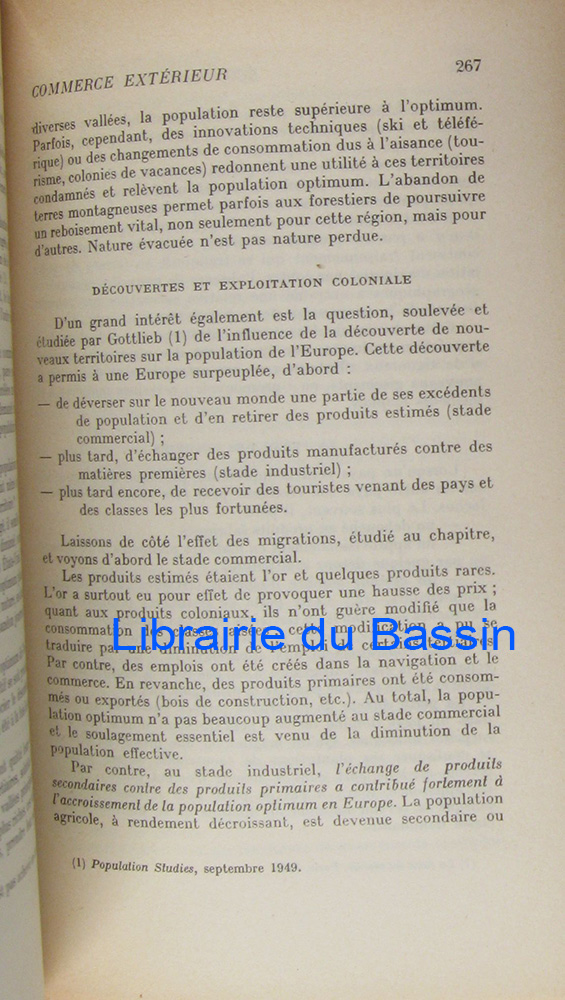 COMMERCE EXTÉRIEUR 267
diverses vallées, la population reste supérieure à l'optimum.
Parfois, cependant, des innovations techniques (ski et téléfé-
rique) ou des changements de consommation dus à l'aisance (tou-
risme, colonies de vacances) redonnent une utilité à ces territoires
condamnés et relèvent la population optimum. L'abandon de
terres montagneuses permet parfois aux forestiers de poursuivre
un reboisement vital, non seulement pour cette région, mais pour
d'autres. Nature évacuée n'est pas nature perdue.
DÉCOUVERTES ET EXPLOITATION COLONIALE
D'un grand intérêt également est la question, soulevée et
étudiée par Gottlieb (1) de l'influence de la découverte de nou-
veaux territoires sur la population de l'Europe. Cette découverte
a permis à une Europe surpeuplée, d'abord :
— de déverser sur le nouveau monde une partie de ses excédents
de population et d'en retirer des produits estimés (stade
commercial) ;
— plus tard, d'échanger des produits manufacturés contre des
matières premières (stade industriel) ;
— plus tard encore, de recevoir des touristes venant des pays et
des classes les plus fortunées.
Laissons de côté l'effet des migrations, étudié au chapitre,
et voyons d'abord le stade commercial.
Les produits estimés étaient l'or et quelques produits rares.
L'or a surtout eu pour effet de provoquer une hausse des prix ;
quant aux produits coloniaux, ils n'ont guère modifié que la
consommation des classes aisées ; cette modification a pu se
traduire par une diminution de l'emploi de certains
Librairie du Bassin
Par contre, des emplois ont été créés dans la navigation et le
commerce. En revanche, des produits primaires ont été consom-
més ou exportés (bois de construction, etc.). Au total, la popu-
lation optimum n'a pas beaucoup augmenté au stade commercial
et le soulagement essentiel est venu de la diminution de la
population effective.
Par contre, au stade industriel, l'échange de produits
secondaires contre des produits primaires a contribué fortement à
l'accroissement de la population optimum en Europe. La population
agricole, à rendement décroissant, est devenue secondaire ou
(1) Population Studies, septembre 1949.